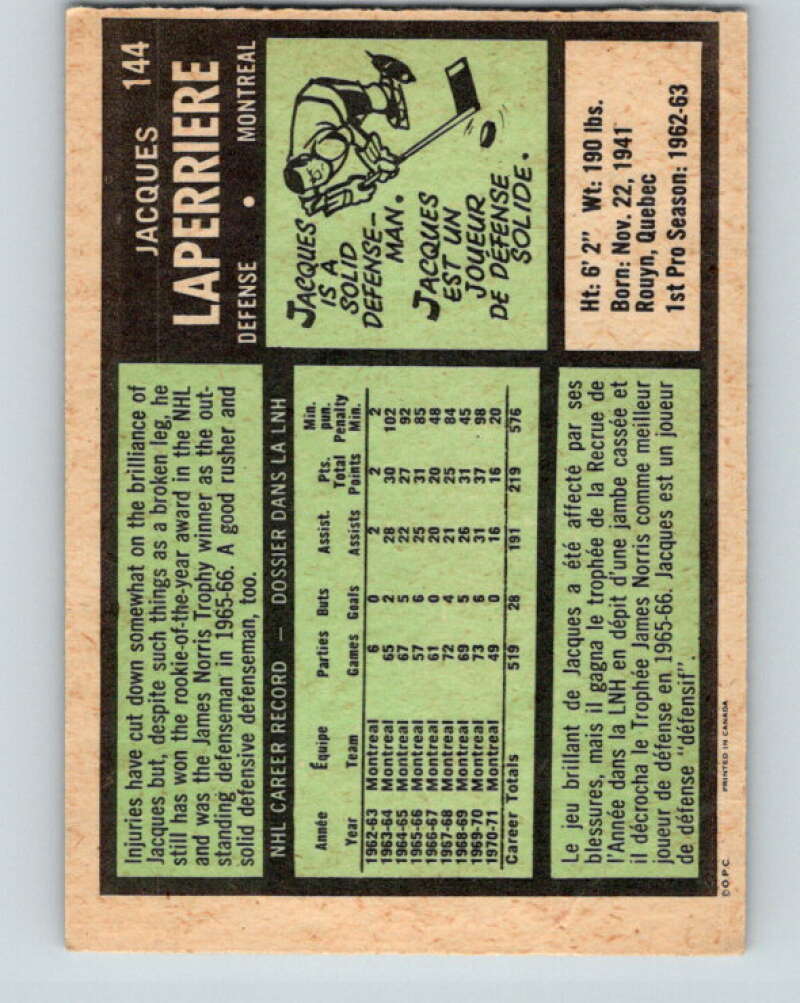 JACQUES 144
LAPERRIERE
DEFENSE • MONTREAL
Injuries have cut down somewhat on the brilliance of
Jacques but, despite such things as a broken leg, he
still has won the rookie-of-the-year award in the NHL
and was the James Norris Trophy winner as the out-
standing defenseman in 1965-66. A good rusher and
solid defensive defenseman, too.
JACQUES
IS A
SOLID
DEFENSE-
MAN.
JACQUES
EST UN
JOUEUR
DE DÉFENSE
SOLIDE.
NHL CAREER RECORD — DOSSIER DANS LA LNH
Année Équipe Parties Buts Assist. Pts. Total Min. pun. Penalty
Year Team Games Goals Assists Points Min.
1962-63 Montreal 6 0 2 2 2
1963-64 Montreal 65 2 28 30 102
1964-65 Montreal 67 5 22 27 92
1965-66 Montreal 57 6 25 31 85
1966-67 Montreal 61 0 20 20 48
1967-68 Montreal 72 4 21 25 84
1968-69 Montreal 69 5 26 31 45
1969-70 Montreal 73 6 31 37 98
1970-71 Montreal 49 0 16 16 20
Career Totals 519 28 191 219 576
Ht: 6' 2" Wt: 190 lbs.
Born: Nov. 22, 1941
Rouyn, Quebec
1st Pro Season: 1962-63
Le jeu brillant de Jacques a été affecté par ses
blessures, mais il gagna le trophée de la Recrue de
l'Année dans la LNH en dépit d'une jambe cassée et
il décrocha le Trophée James Norris comme meilleur
joueur de défense en 1965-66. Jacques est un joueur
de défense "défensif".
© O.P.C. PRINTED IN CANADA